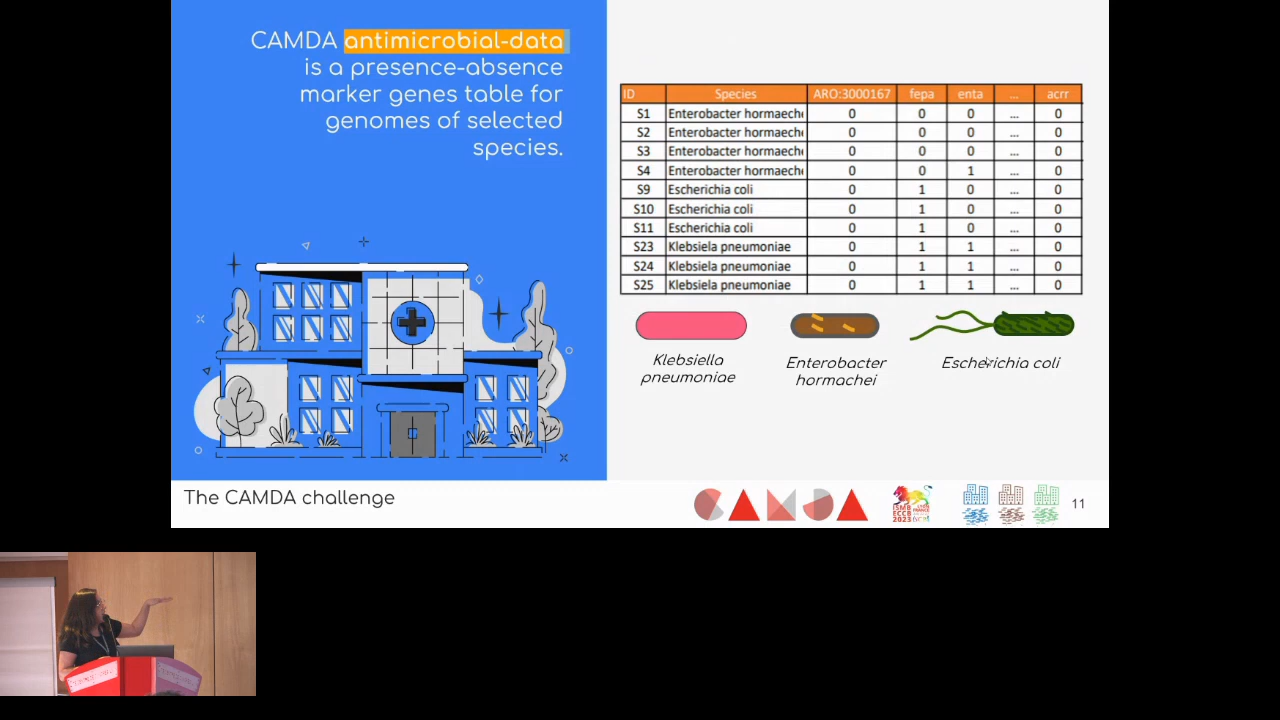 CAMDA antimicrobial-data
is a presence-absence
marker genes table for
genomes of selected
species.
ID Species ARO:3000167 fepa enta ... acrr
S1 Enterobacter hormaech 0 0 0 ... 0
S2 Enterobacter hormaech 0 0 0 ... 0
S3 Enterobacter hormaech 0 0 0 ... 0
S4 Enterobacter hormaech 0 0 1 ... 0
S9 Escherichia coli 0 1 0 ... 0
S10 Escherichia coli 0 1 0 ... 0
S11 Escherichia coli 0 1 0 ... 0
S23 Klebsiela pneumoniae 0 1 1 ... 0
S24 Klebsiela pneumoniae 0 1 1 ... 0
S25 Klebsiela pneumoniae 0 1 1 ... 0
Klebsiella
pneumoniae
Enterobacter
hormachei
Escherichia coli
The CAMDA challenge
CAMDA
ISMB
ECCB
2023
11